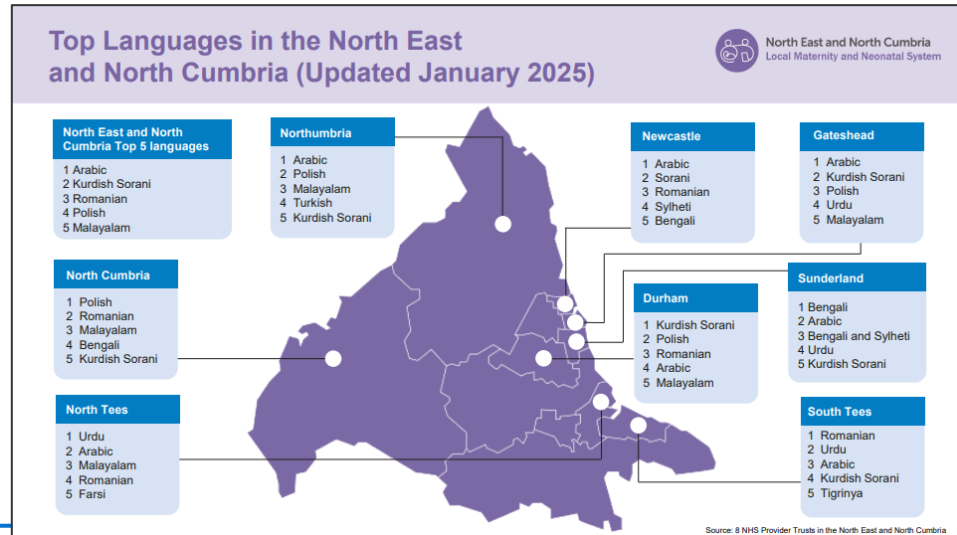 Top Languages in the North East
and North Cumbria (Updated January 2025)
North East and North Cumbria
Local Maternity and Neonatal System
North East and North
Cumbria Top 5 languages
1 Arabic
2 Kurdish Sorani
3 Romanian
4 Polish
5 Malayalam
Northumbria
1 Arabic
2 Polish
3 Malayalam
4 Turkish
5 Kurdish Sorani
Newcastle
1 Arabic
2 Sorani
3 Romanian
4 Sylheti
5 Bengali
Gateshead
1 Arabic
2 Kurdish Sorani
3 Polish
4 Urdu
5 Malayalam
North Cumbria
1 Polish
2 Romanian
3 Malayalam
4 Bengali
5 Kurdish Sorani
Durham
1 Kurdish Sorani
2 Polish
3 Romanian
4 Arabic
5 Malayalam
Sunderland
1 Bengali
2 Arabic
3 Bengali and Sylheti
4 Urdu
5 Kurdish Sorani
North Tees
1 Urdu
2 Arabic
3 Malayalam
4 Romanian
5 Farsi
South Tees
1 Romanian
2 Urdu
3 Arabic
4 Kurdish Sorani
5 Tigrinya
Source: 8 NHS Provider Trusts in the North East and North Cumbria